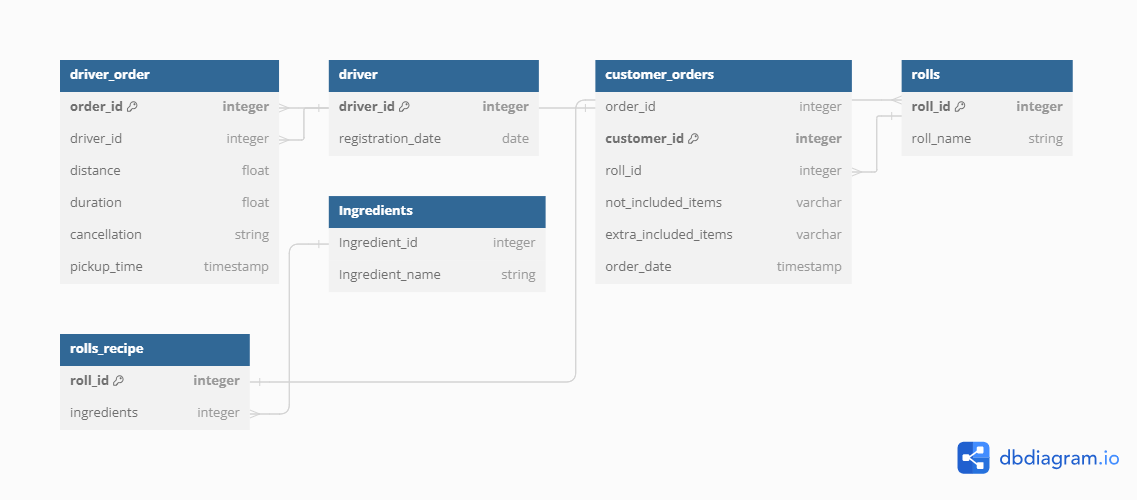 driver_order
order_id integer
driver_id integer
distance float
duration float
cancellation string
pickup_time timestamp
driver
driver_id integer
registration_date date
customer_orders
order_id integer
customer_id integer
roll_id integer
not_included_items varchar
extra_included_items varchar
order_date timestamp
rolls
roll_id integer
roll_name string
Ingredients
Ingredient_id integer
Ingredient_name string
rolls_recipe
roll_id integer
ingredients integer
dbdiagram.io